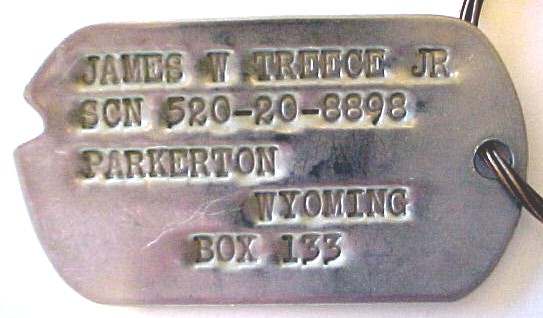 JAMES W TREECE JR
SCN 520-20-8898
PARKERTON
WYOMING
BOX 133